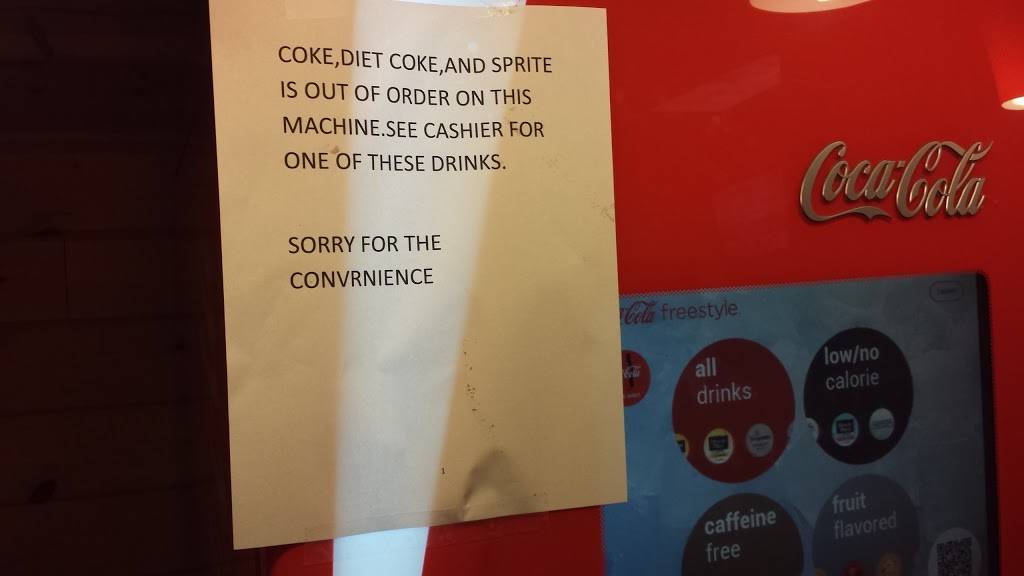 COKE,DIET COKE,AND SPRITE
IS OUT OF ORDER ON THIS
MACHINE.SEE CASHIER FOR
ONE OF THESE DRINKS.
SORRY FOR THE
CONVRNIENCE
Coca-Cola
Cola freestyle
all
drinks
low/no
calorie
caffeine
free
fruit
flavored